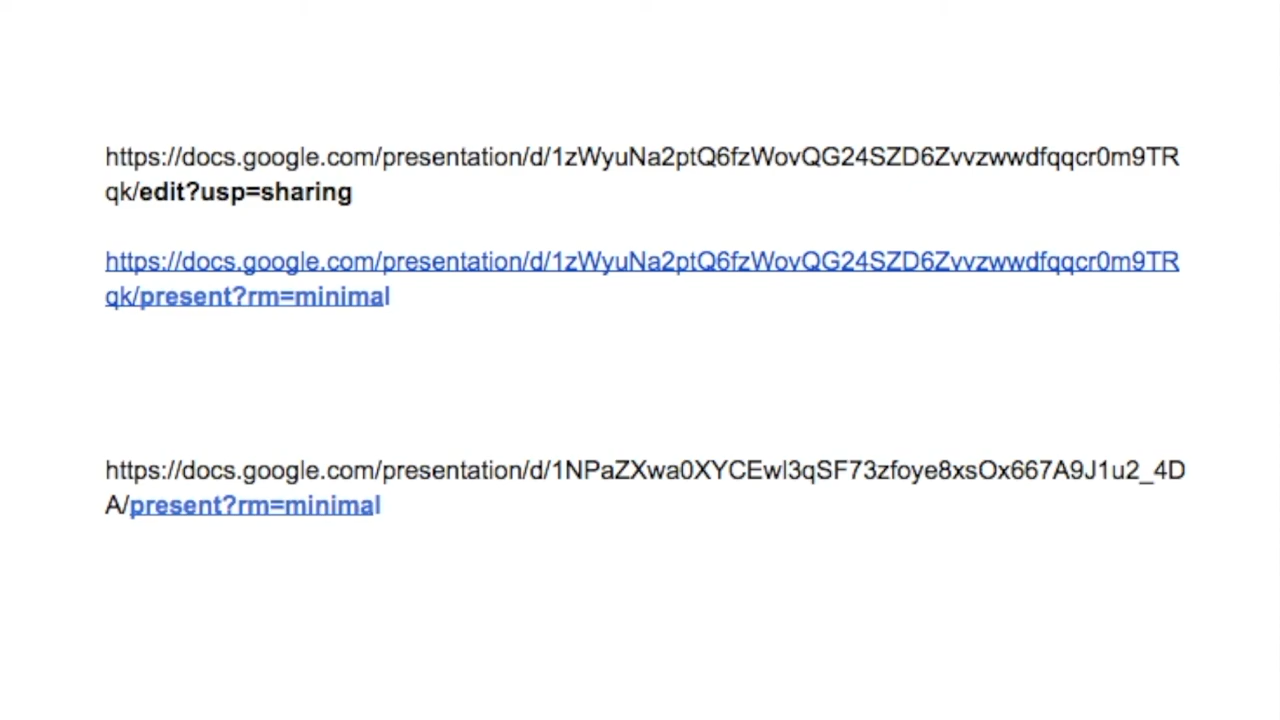 https://docs.google.com/presentation/d/1zWyuNa2ptQ6fzWovQG24SZD6Zvvzwwdfqqcr0m9TR
qk/edit?usp=sharing
https://docs.google.com/presentation/d/1zWyuNa2ptQ6fzWovQG24SZD6Zvvzwwdfqqcr0m9TR
qk/present?rm=minimal
https://docs.google.com/presentation/d/1NPaZXwa0XYCEwl3qSF73zfoye8xsOx667A9J1u2_4D
A/present?rm=minimal